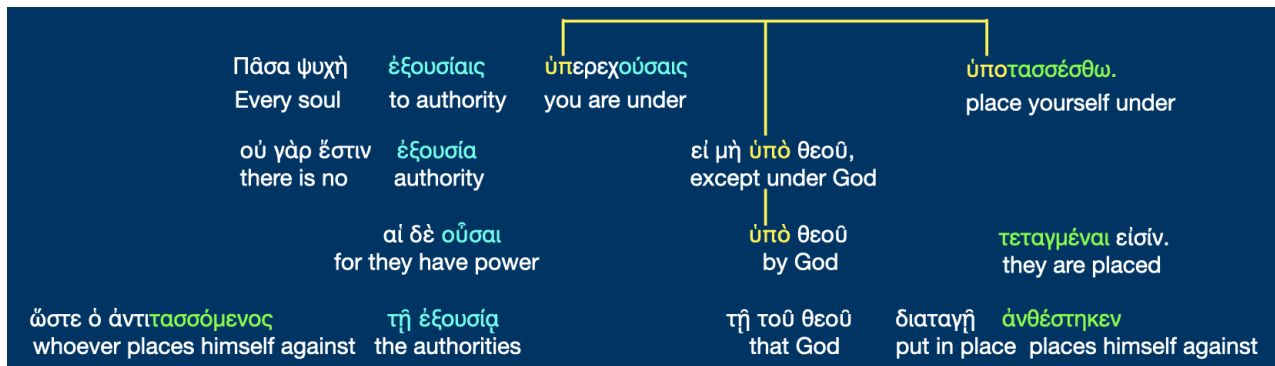 Πᾶσα ψυχὴ ἐξουσίαις ὑπερεχούσαις ὑποτασσέσθω.
Every soul to authority you are under place yourself under
οὐ γὰρ ἔστιν ἐξουσία εἰ μὴ ὑπὸ θεοῦ,
there is no authority except under God
αἱ δὲ οὖσαι ὑπὸ θεοῦ τεταγμέναι εἰσίν.
for they have power by God they are placed
ὥστε ὁ ἀντιτασσόμενος τῇ ἐξουσίᾳ τῇ τοῦ θεοῦ διαταγῇ ἀνθέστηκεν
whoever places himself against the authorities that God put in place places himself against